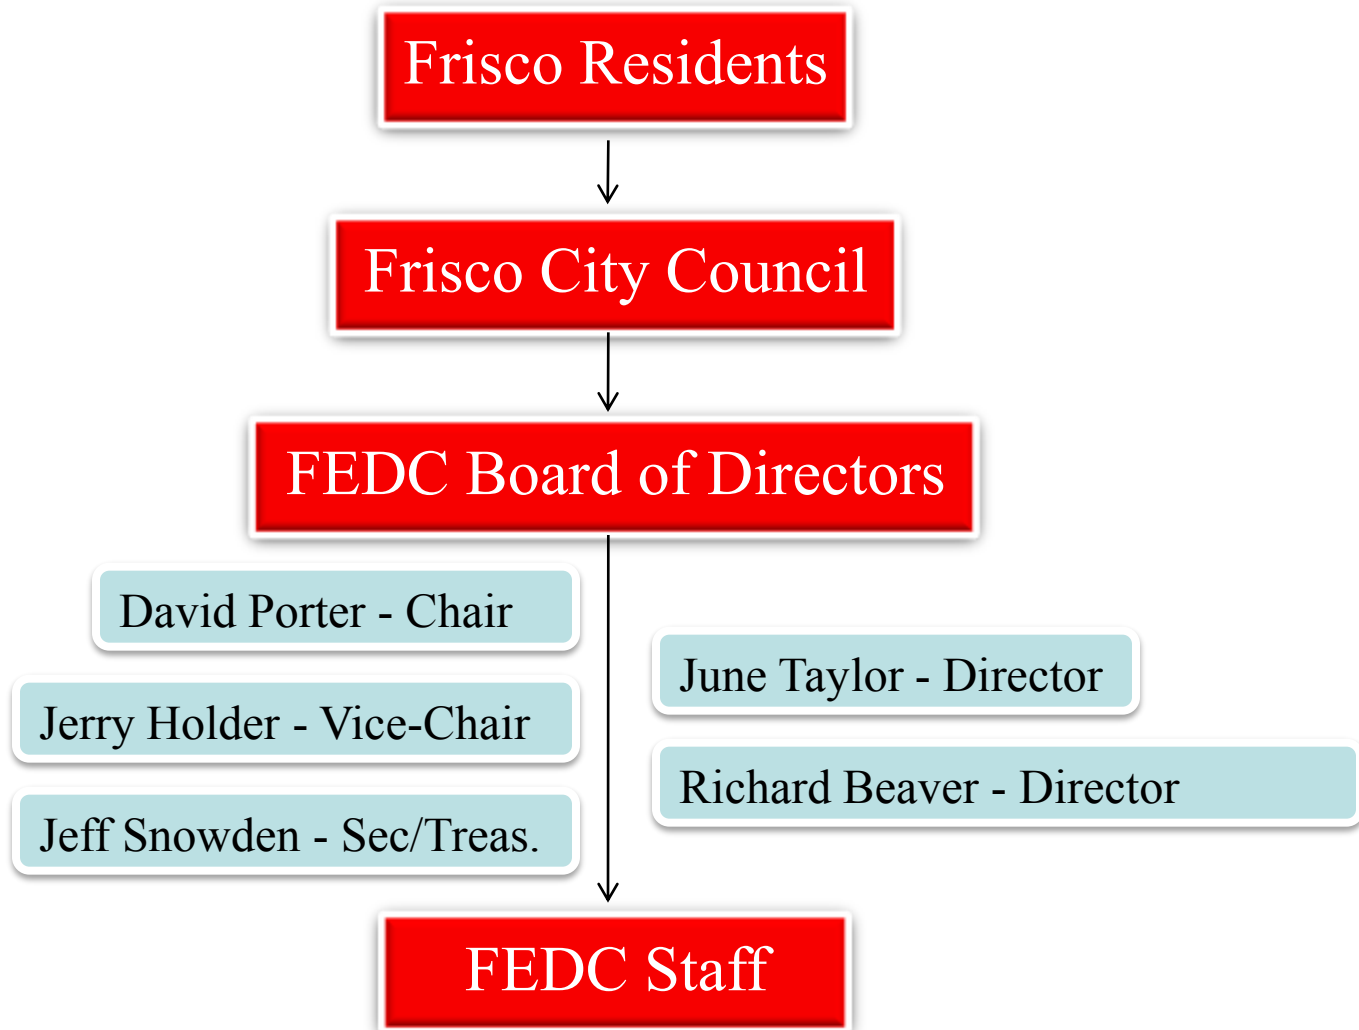 Frisco Residents
Frisco City Council
FEDC Board of Directors
David Porter - Chair
Jerry Holder - Vice-Chair
Jeff Snowden - Sec/Treas.
June Taylor - Director
Richard Beaver - Director
FEDC Staff